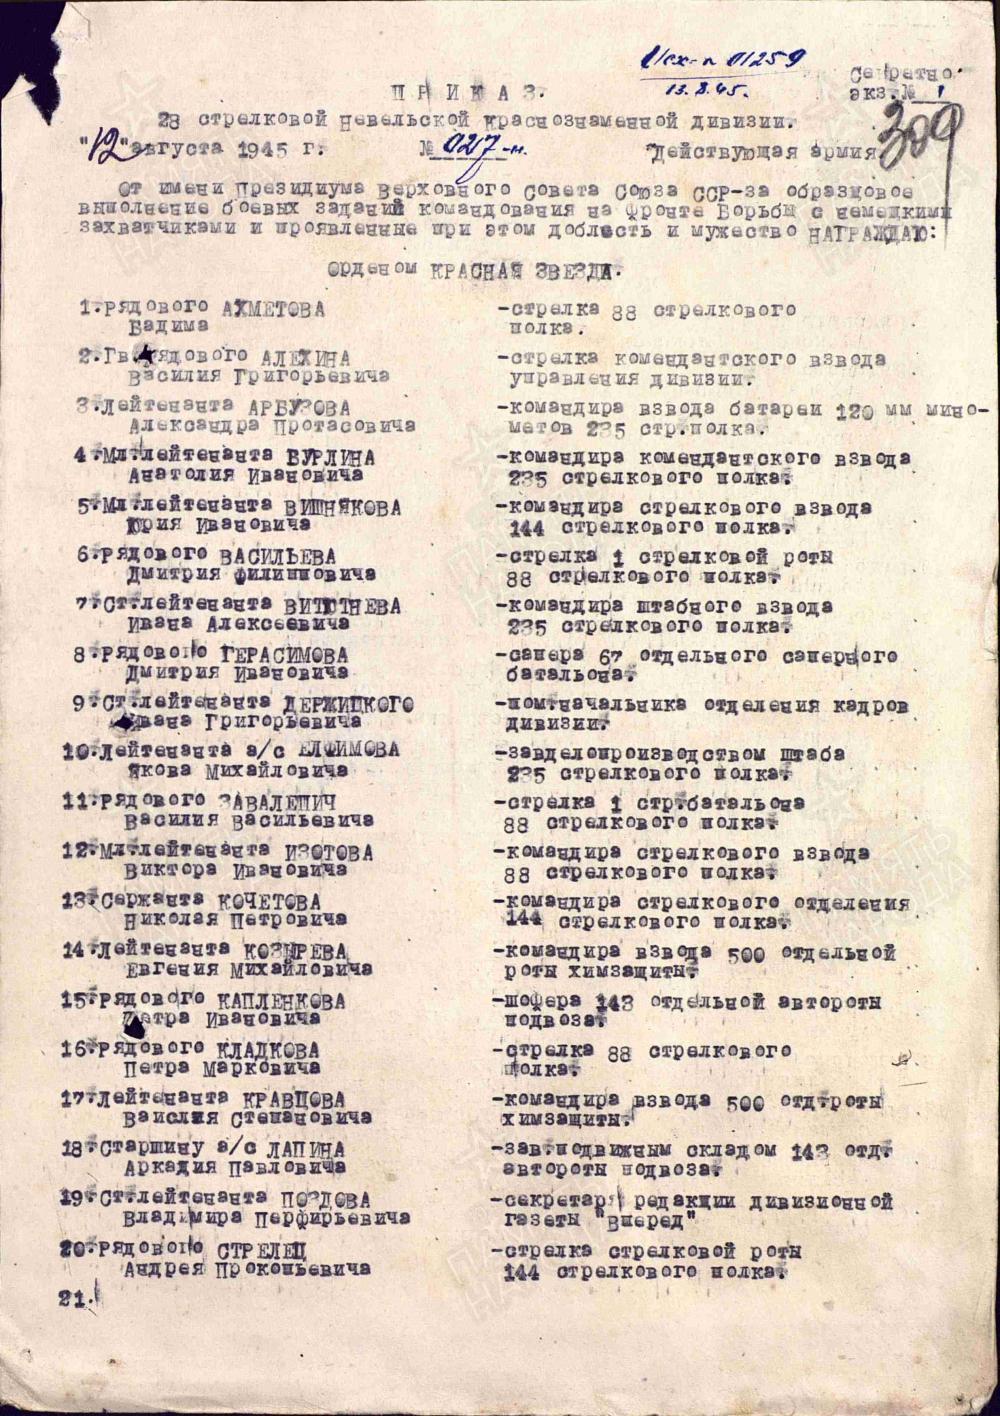 Исх-н 01259
13.8.45.
Секретно
экз.№ 1
309
ПРИКАЗ.
28 стрелковой Невельской Краснознаменной дивизии.
"12" августа 1945 г. № 027-н. Действующая армия.
От имени Президиума Верховного Совета Союза ССР-за образцовое
выполнение боевых заданий командования на фронте борьбы с немецкими
захватчиками и проявленные при этом доблесть и мужество НАГРАЖДАЮ:
Орденом КРАСНАЯ ЗВЕЗДА.
1.Рядового АХМЕТОВА -стрелка 88 стрелкового
Вадима полка.
2.Гв.рядового АЛЕХИНА -стрелка комендантского взвода
Василия Григорьевича управления дивизии.
3.Лейтенанта АРБУЗОВА -командира взвода батареи 120 мм мино-
Александра Протасовича метов 235 стр.полка.
4.Мл.лейтенанта БУРЛИНА -командира комендантского взвода
Анатолия Ивановича 235 стрелкового полка.
5.Мл.лейтенанта ВИШНЯКОВА -командира стрелкового взвода
Юрия Ивановича 144 стрелкового полка.
6.Рядового ВАСИЛЬЕВА -стрелка 1 стрелковой роты
Дмитрия Филипповича 88 стрелкового полка.
7.Ст.лейтенанта -командира штабного взвода
Ивана Алексеевича 235 стрелкового полка.
8.Рядового ГЕРАСИМОВА -сапера 67 отдельного саперного
Дмитрия Ивановича батальона.
9.Ст.лейтенанта ДЕРЖИЦКОГО -пом.начальника отделения кадров
Ивана Григорьевича дивизии.
10.Лейтенанта а/с ЕЛФИМОВА -завделопроизводством штаба
Якова Михайловича 235 стрелкового полка.
11.Рядового ЗАВАЛЕПИЧ -стрелка 1 стр.батальона
Василия Васильевича 88 стрелкового полка.
12.Мл.лейтенанта ИЗОТОВА -командира стрелкового взвода
Виктора Ивановича 88 стрелкового полка.
13.Сержанта КОЧЕТОВА -командира стрелкового отделения
Николая Петровича 144 стрелкового полка.
14.Лейтенанта КОЗЫРЕВА -командира взвода 500 отдельной
Евгения Михайловича роты химзащиты.
15.Рядового КАПЛЕНКОВА -шофера 143 отдельной автороты
Петра Ивановича подвоза.
16.Рядового КЛАДКОВА -стрелка 88 стрелкового
Петра Марковича полка.
17.Лейтенанта КРАВЦОВА -командира взвода 500 отд.роты
Ваислия Степановича химзащиты.
18.Старшину а/с ЛАПИНА -зав.подвижным складом 143 отд.
Аркадия Павловича автороты подвоза.
19.Ст.лейтенанта ПОЗДОВА -секретаря редакции дивизионной
Владимира Перфирьевича газеты "Вперед"
20.Рядового СТРЕЛЕЦ -стрелка стрелковой роты
Андрея Прокопьевича 144 стрелкового полка.
21.